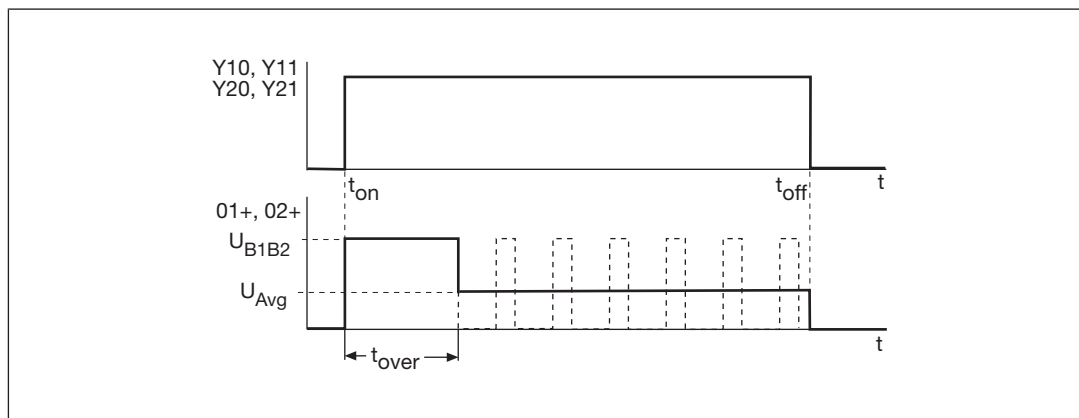 Y10, Y11
Y20, Y21
t_on
t_off
t
01+, 02+
U_B1B2
U_Avg
t
t_over